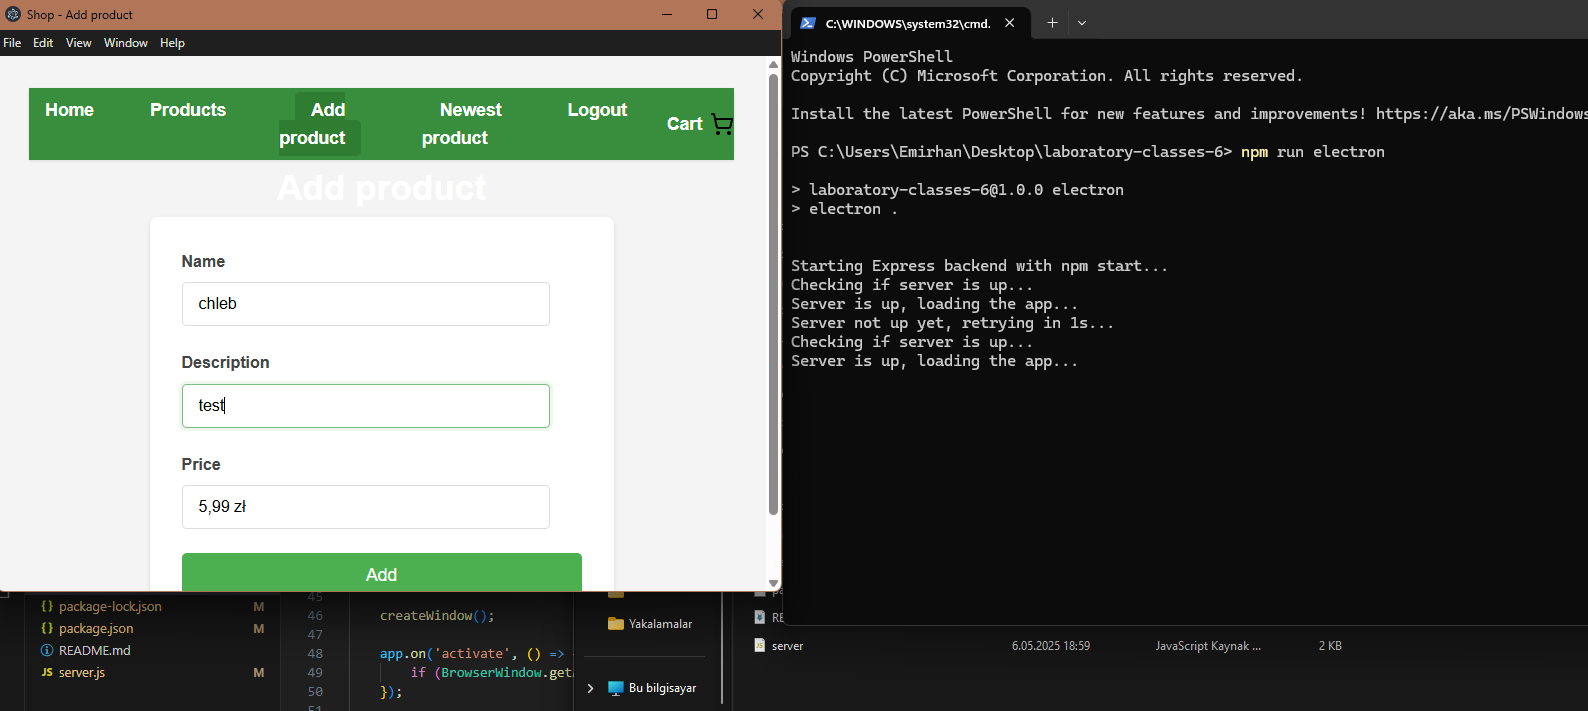 Shop - Add product
File Edit View Window Help
Home Products Add product Newest product Logout Cart
Add product
Name
chleb
Description
test
Price
5,99 zł
Add
C:\WINDOWS\system32\cmd.
Windows PowerShell
Copyright (C) Microsoft Corporation. All rights reserved.
Install the latest PowerShell for new features and improvements! https://aka.ms/PSWindows
PS C:\Users\Emirhan\Desktop\laboratory-classes-6> npm run electron
> laboratory-classes-6@1.0.0 electron
> electron .
Starting Express backend with npm start...
Checking if server is up...
Server is up, loading the app...
Server not up yet, retrying in 1s...
Checking if server is up...
Server is up, loading the app...
{} package-lock.json M
{} package.json M
README.md
JS server.js M
45
46 createWindow();
47
48 app.on('activate', () =>
49 if (BrowserWindow.get
50 });
51
Yakalamalar
Bu bilgisayar
RE
server 6.05.2025 18:59 JavaScript Kaynak ... 2 KB